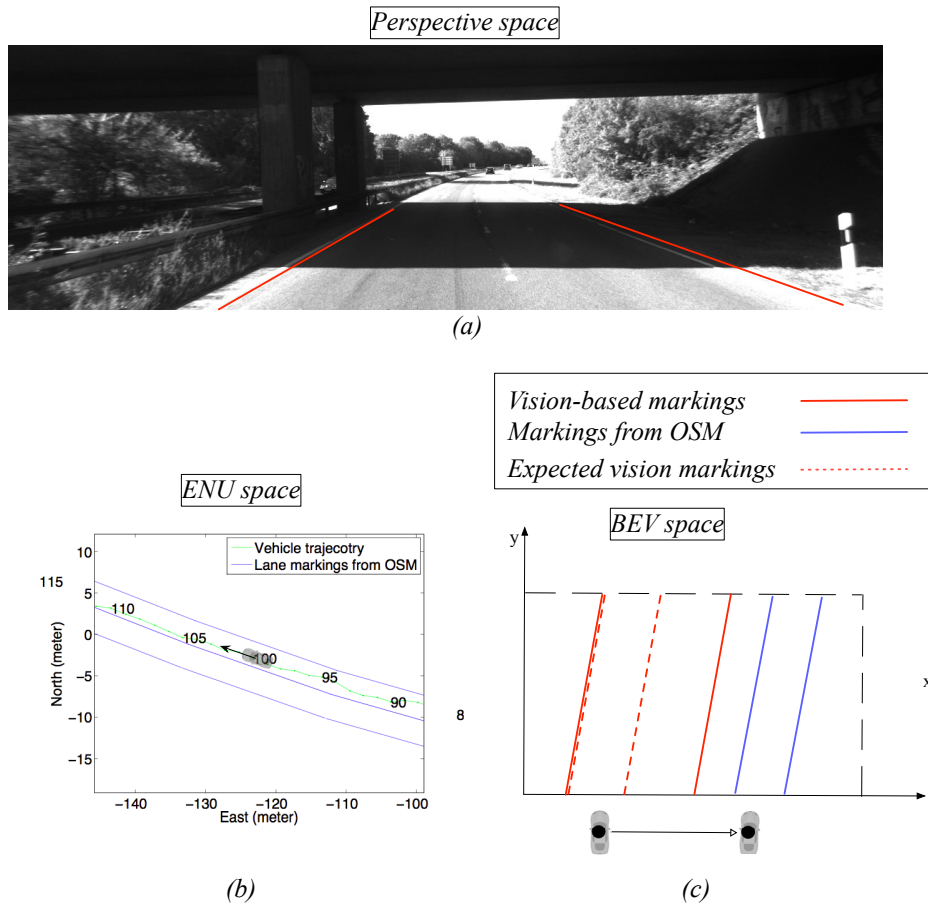 Perspective space
(a)
Vision-based markings
Markings from OSM
Expected vision markings
ENU space
BEV space
Vehicle trajecotry
Lane markings from OSM
10
5
0
−5
−10
−15
North (meter)
115
110
105
100
95
90
8
−140
−130
−120
−110
−100
East (meter)
y
x
(b)
(c)